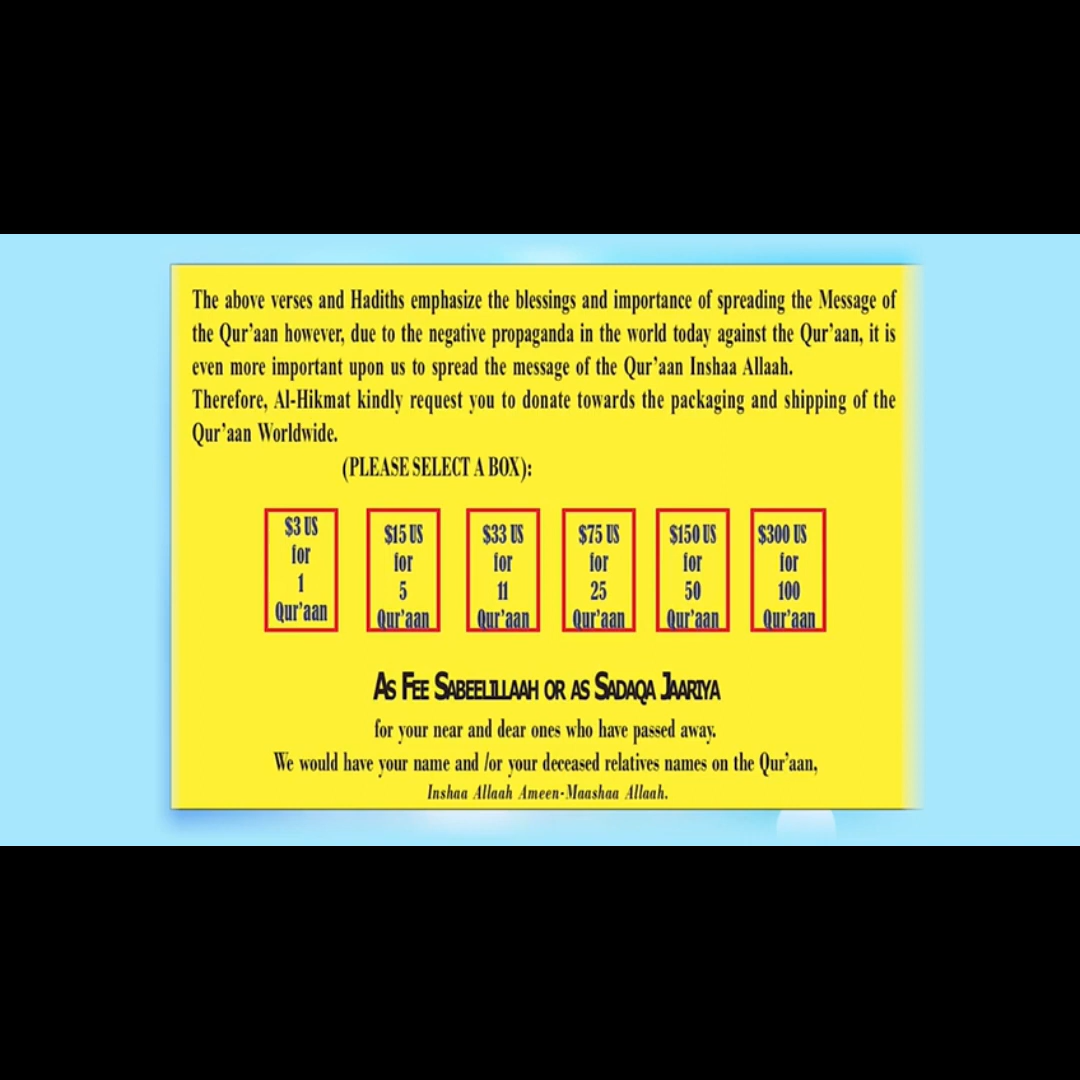 The above verses and Hadiths emphasize the blessings and importance of spreading the Message of
the Qur'aan however, due to the negative propaganda in the world today against the Qur'aan, it is
even more important upon us to spread the message of the Qur'aan Inshaa Allaah.
Therefore, Al-Hikmat kindly request you to donate towards the packaging and shipping of the
Qur'aan Worldwide.
(PLEASE SELECT A BOX):
$3 US
for
1
Qur'aan
$15 US
for
5
Qur'aan
$33 US
for
11
Qur'aan
$75 US
for
25
Qur'aan
$150 US
for
50
Qur'aan
$300 US
for
100
Qur'aan
AS FEE SABEELILLAAH OR AS SADAQA JAARIYA
for your near and dear ones who have passed away.
We would have your name and /or your deceased relatives names on the Qur'aan,
Inshaa Allaah Ameen-Maashaa Allaah.